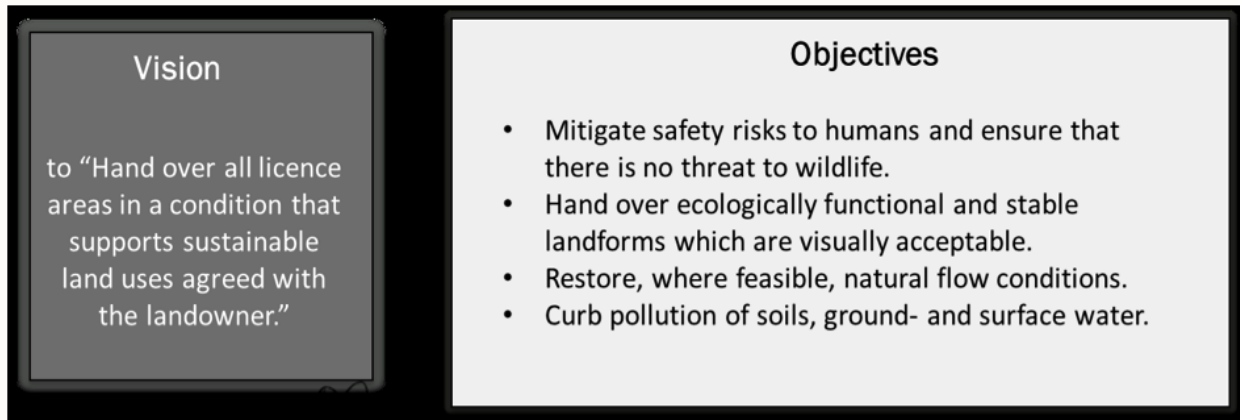 Vision
to “Hand over all licence
areas in a condition that
supports sustainable
land uses agreed with
the landowner.”
Objectives
• Mitigate safety risks to humans and ensure that
there is no threat to wildlife.
• Hand over ecologically functional and stable
landforms which are visually acceptable.
• Restore, where feasible, natural flow conditions.
• Curb pollution of soils, ground- and surface water.